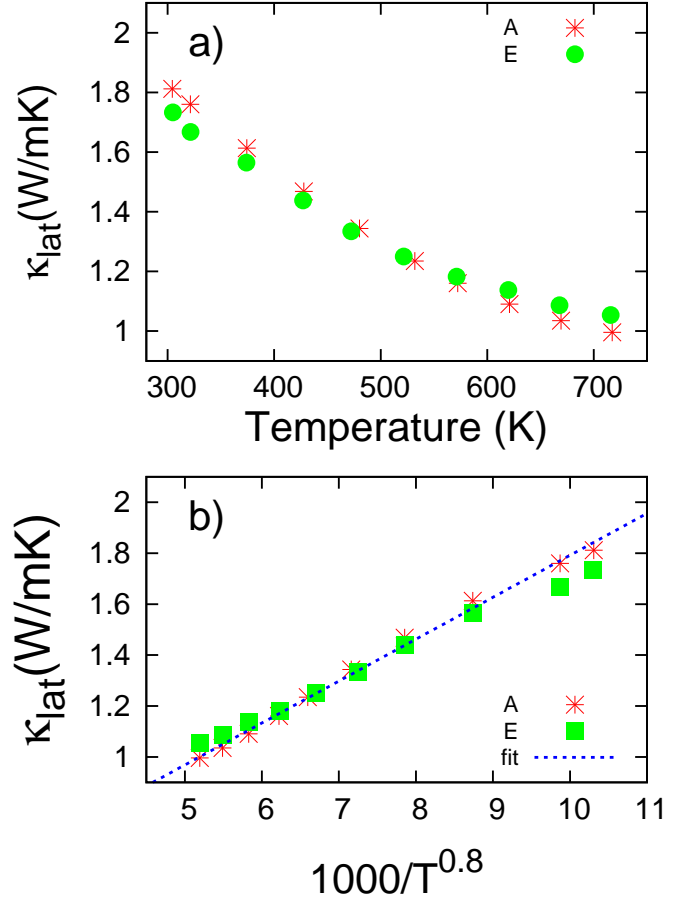 a)
A
E
2
1.8
1.6
1.4
1.2
1
κlat(W/mK)
300 400 500 600 700
Temperature (K)
b)
2
1.8
1.6
1.4
1.2
1
κlat(W/mK)
A
E
fit
5 6 7 8 9 10 11
1000/T^0.8